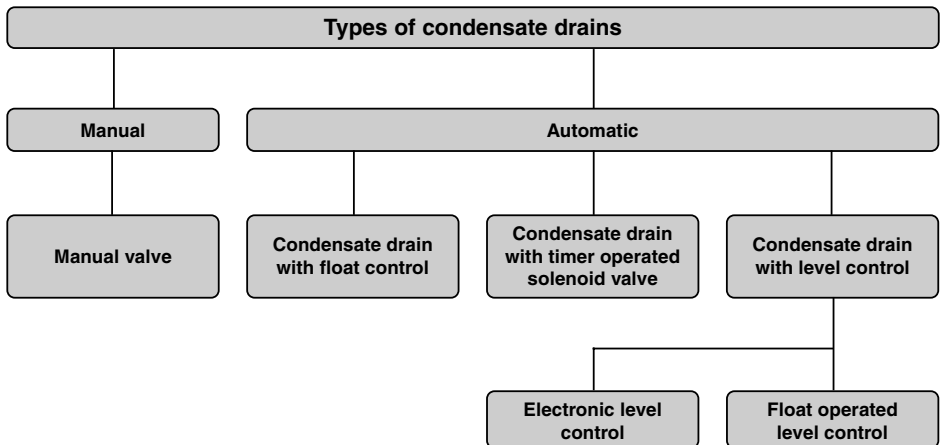 Types of condensate drains
Manual
Automatic
Manual valve
Condensate drain
with float control
Condensate drain
with timer operated
solenoid valve
Condensate drain
with level control
Electronic level
control
Float operated
level control